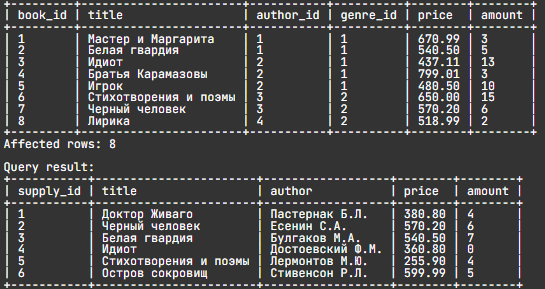 book_id | title | author_id | genre_id | price | amount
1 | Мастер и Маргарита | 1 | 1 | 670.99 | 3
2 | Белая гвардия | 1 | 1 | 540.50 | 5
3 | Идиот | 2 | 1 | 437.11 | 13
4 | Братья Карамазовы | 2 | 1 | 799.01 | 3
5 | Игрок | 2 | 1 | 480.50 | 10
6 | Стихотворения и поэмы | 3 | 2 | 650.00 | 15
7 | Черный человек | 3 | 2 | 570.20 | 6
8 | Лирика | 4 | 2 | 518.99 | 2
Affected rows: 8
Query result:
supply_id | title | author | price | amount
1 | Доктор Живаго | Пастернак Б.Л. | 380.80 | 4
2 | Черный человек | Есенин С.А. | 570.20 | 6
3 | Белая гвардия | Булгаков М.А. | 540.50 | 7
4 | Идиот | Достоевский Ф.М. | 360.80 | 0
5 | Стихотворения и поэмы | Лермонтов М.Ю. | 255.90 | 4
6 | Остров сокровищ | Стивенсон Р.Л. | 599.99 | 5